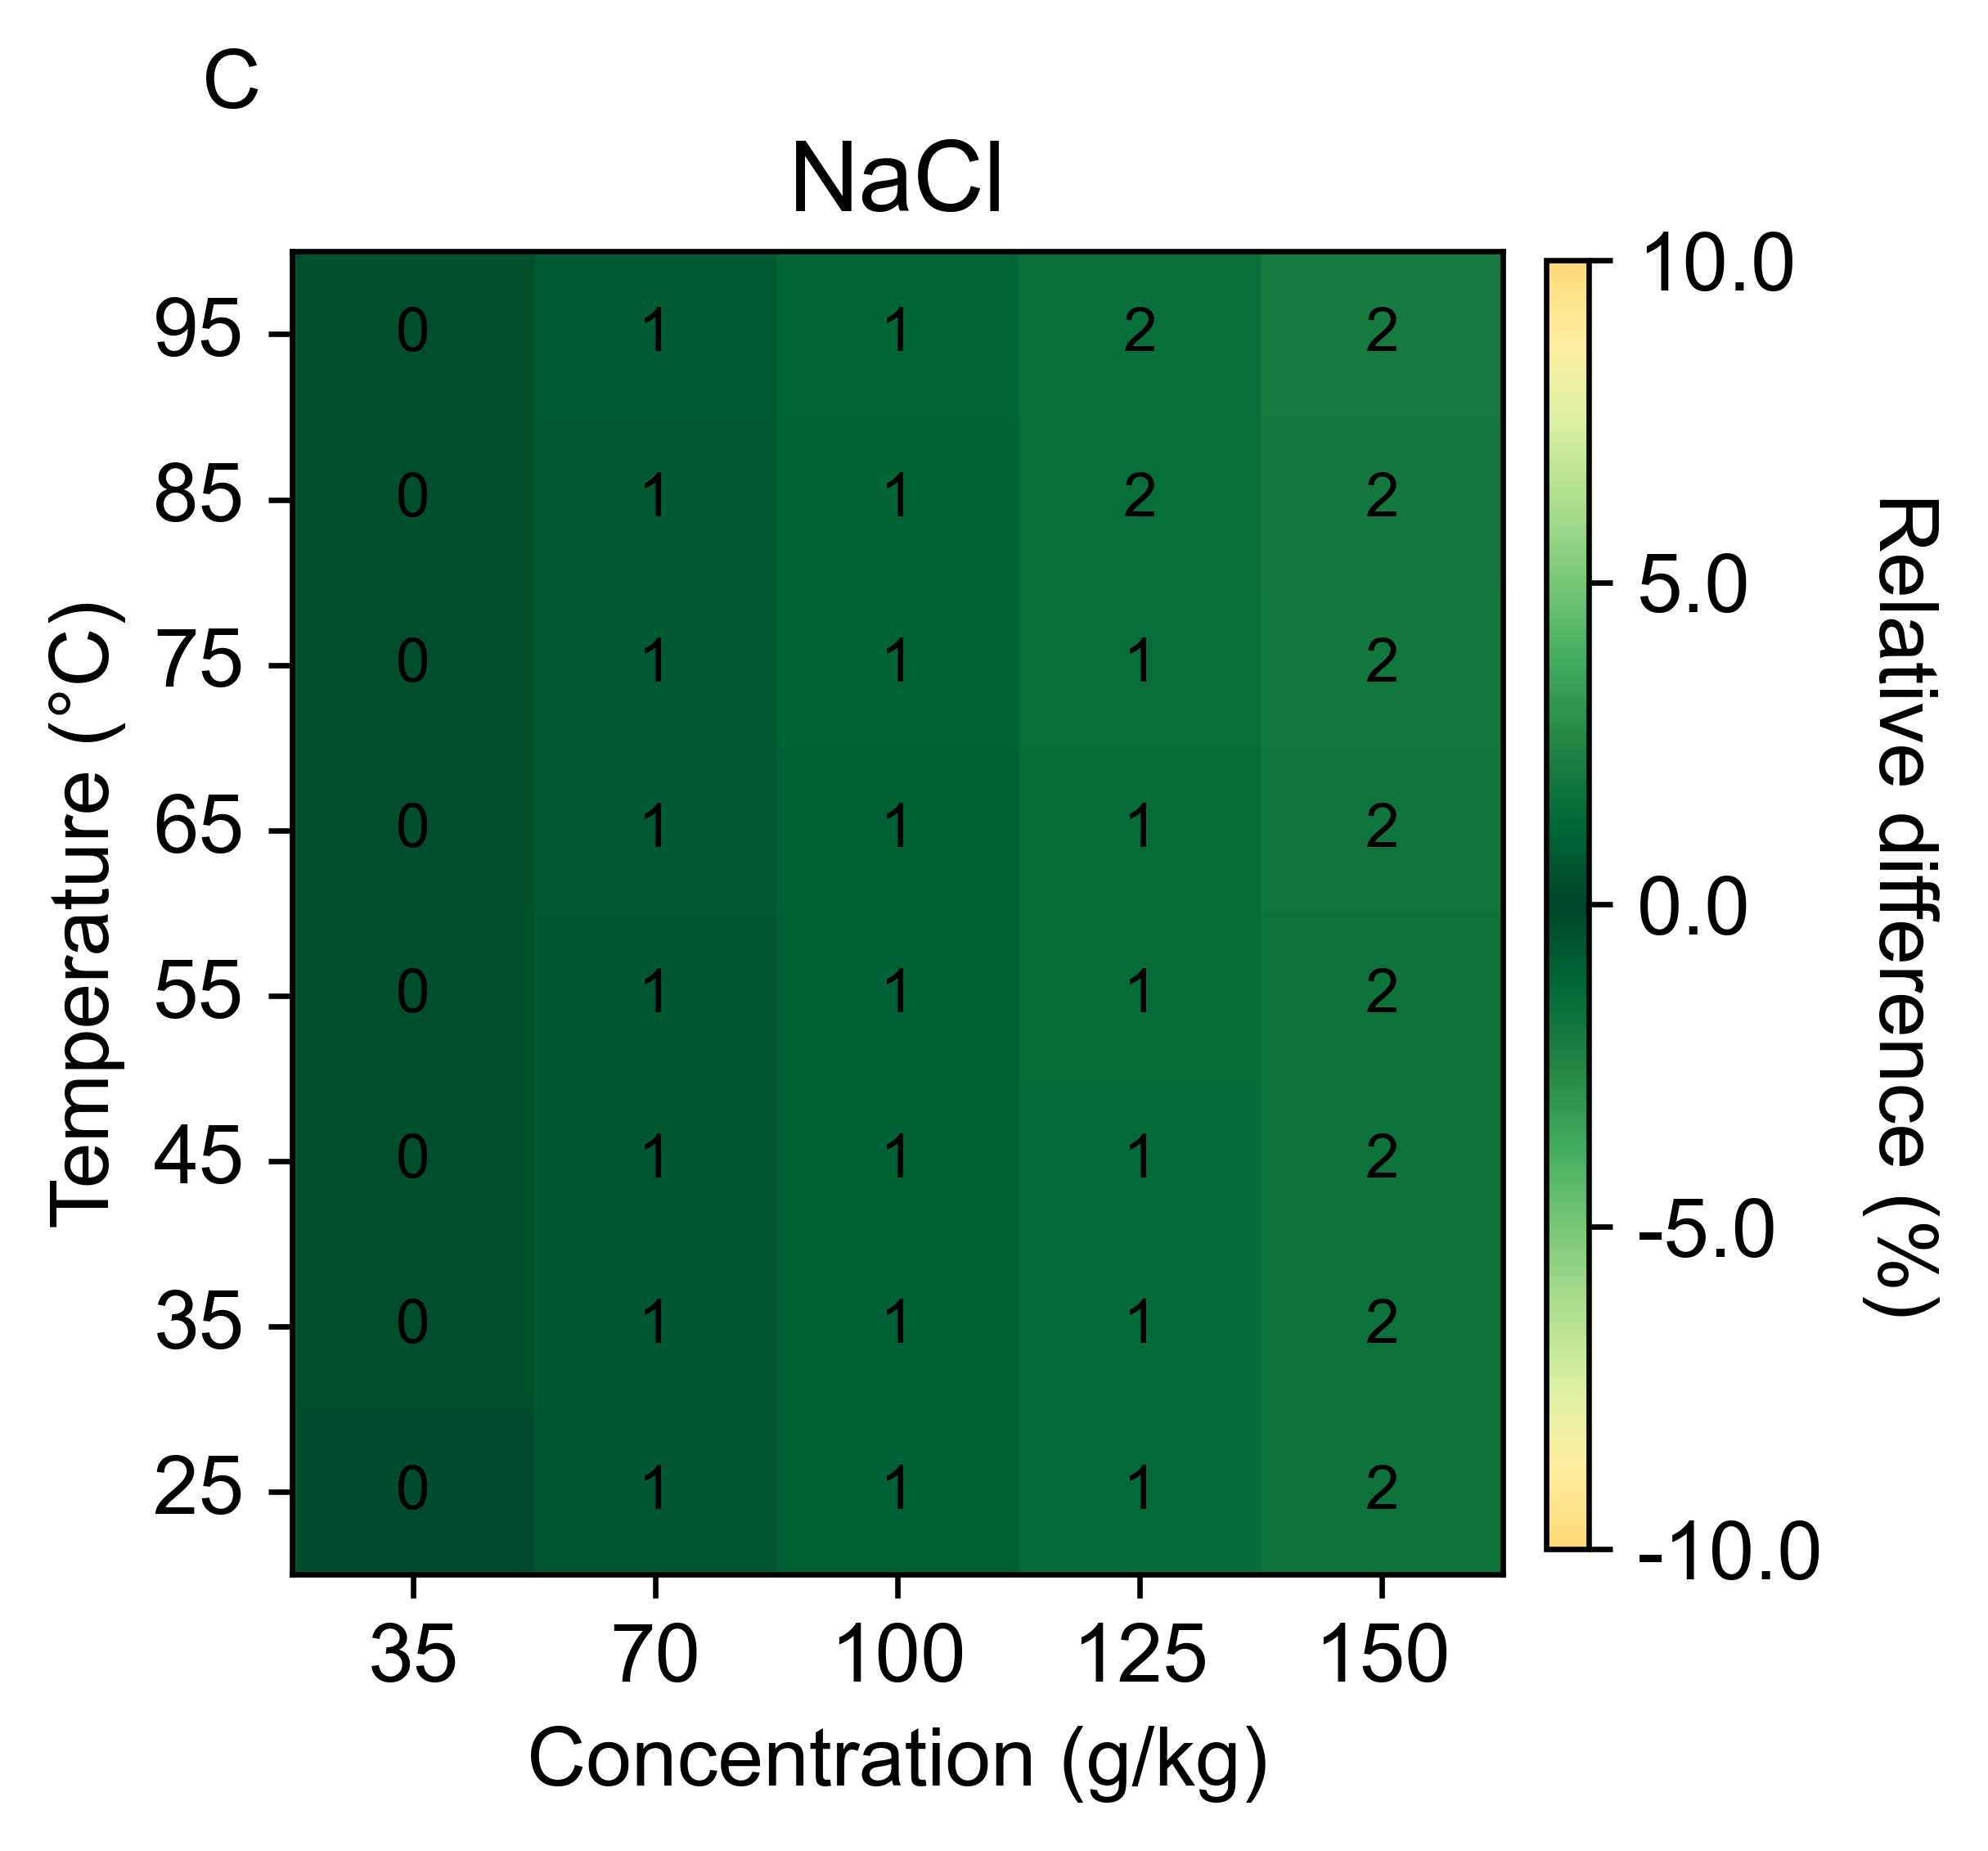 C
NaCl
95 0 1 1 2 2
85 0 1 1 2 2
75 0 1 1 1 2
65 0 1 1 1 2
55 0 1 1 1 2
45 0 1 1 1 2
35 0 1 1 1 2
25 0 1 1 1 2
35 70 100 125 150
Concentration (g/kg)
Temperature (°C)
10.0
5.0
0.0
-5.0
-10.0
Relative difference (%)